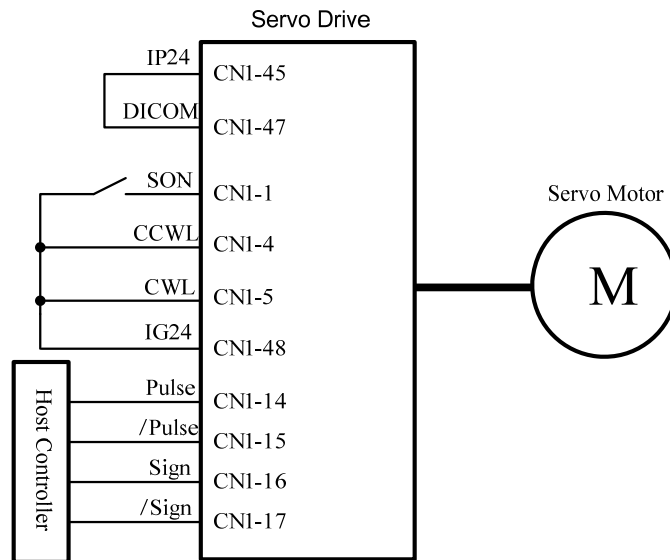 Servo Drive
IP24 CN1-45
DICOM CN1-47
SON CN1-1
CCWL CN1-4
CWL CN1-5
IG24 CN1-48
Pulse CN1-14
/Pulse CN1-15
Sign CN1-16
/Sign CN1-17
Host Controller
Servo Motor
M